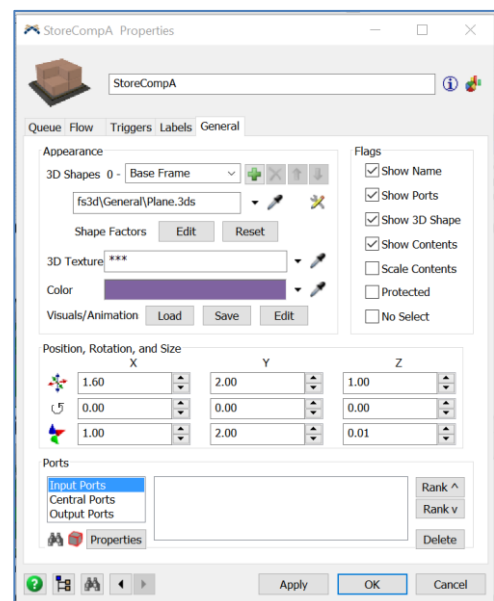 StoreCompA Properties
StoreCompA
Queue Flow Triggers Labels General
Appearance
3D Shapes 0 - Base Frame
fs3d\General\Plane.3ds
Shape Factors Edit Reset
3D Texture ***
Color
Visuals/Animation Load Save Edit
Flags
Show Name
Show Ports
Show 3D Shape
Show Contents
Scale Contents
Protected
No Select
Position, Rotation, and Size
X Y Z
1.60 2.00 1.00
0.00 0.00 0.00
1.00 2.00 0.01
Ports
Input Ports
Central Ports
Output Ports
Rank ^
Rank v
Properties Delete
Apply OK Cancel